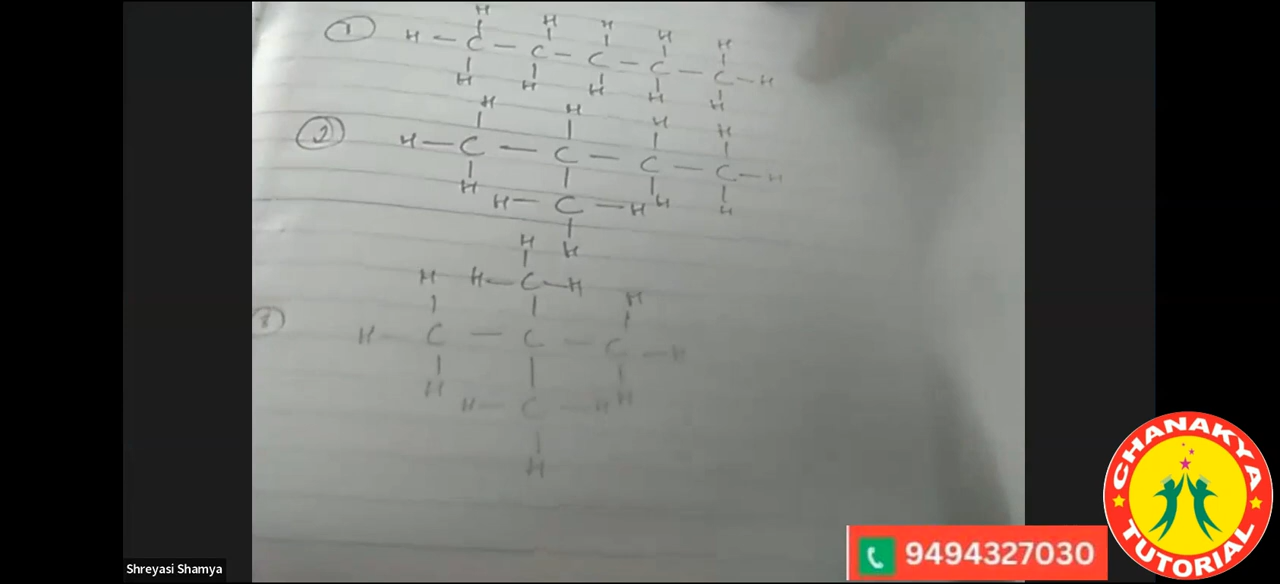 ① H H H H
H — C — C — C — C — C — H
H H H H H
H H
② H — C — C — C — C — H
H H — C — H H H
H H
H H — C — H H
③ H — C — C — C — H
H H — C — H H
H
Shreyasi Shamya
9494327030
CHANAKYA
TUTORIAL